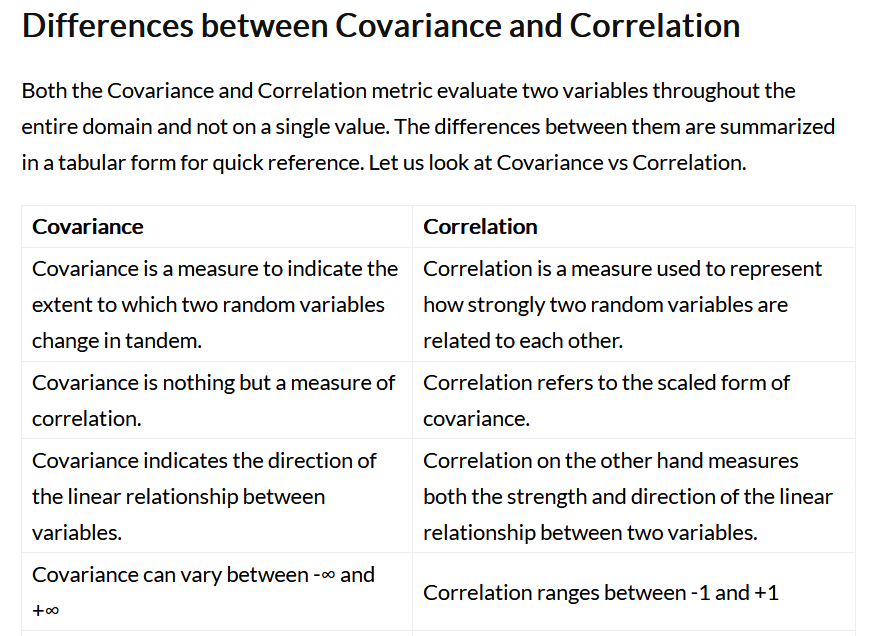 Differences between Covariance and Correlation
Both the Covariance and Correlation metric evaluate two variables throughout the
entire domain and not on a single value. The differences between them are summarized
in a tabular form for quick reference. Let us look at Covariance vs Correlation.
Covariance
Correlation
Covariance is a measure to indicate the
extent to which two random variables
change in tandem.
Correlation is a measure used to represent
how strongly two random variables are
related to each other.
Covariance is nothing but a measure of
correlation.
Correlation refers to the scaled form of
covariance.
Covariance indicates the direction of
the linear relationship between
variables.
Correlation on the other hand measures
both the strength and direction of the linear
relationship between two variables.
Covariance can vary between -∞ and
+∞
Correlation ranges between -1 and +1